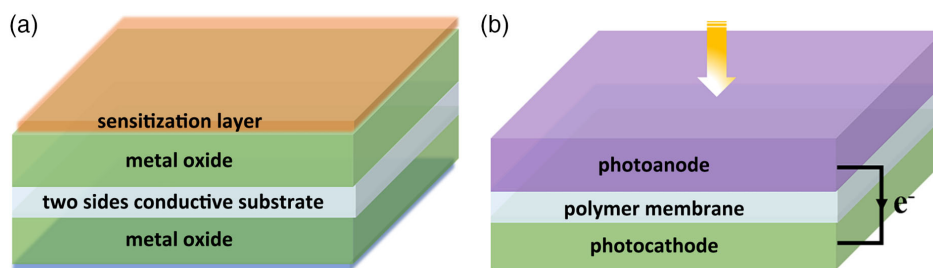 (a)
sensitization layer
metal oxide
two sides conductive substrate
metal oxide
(b)
photoanode
polymer membrane
photocathode
e⁻